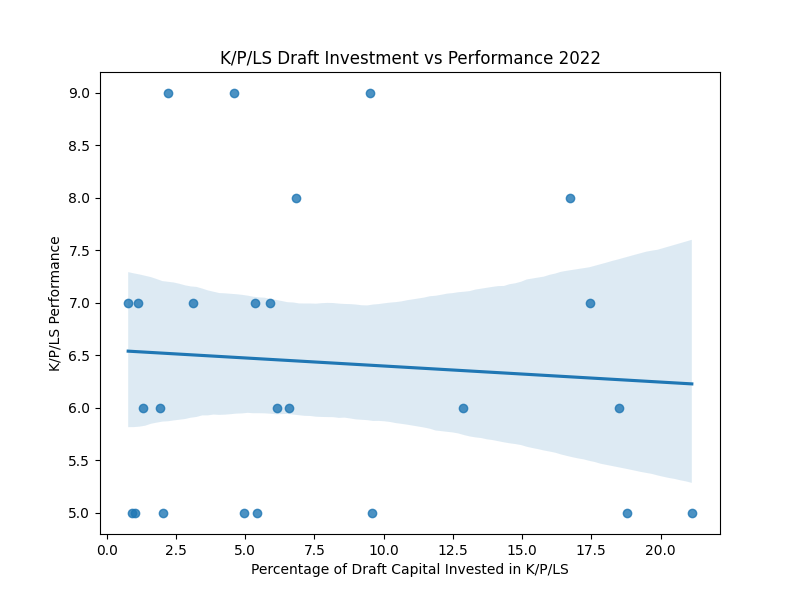 K/P/LS Draft Investment vs Performance 2022
9.0
8.5
8.0
7.5
7.0
6.5
6.0
5.5
5.0
K/P/LS Performance
0.0 2.5 5.0 7.5 10.0 12.5 15.0 17.5 20.0
Percentage of Draft Capital Invested in K/P/LS